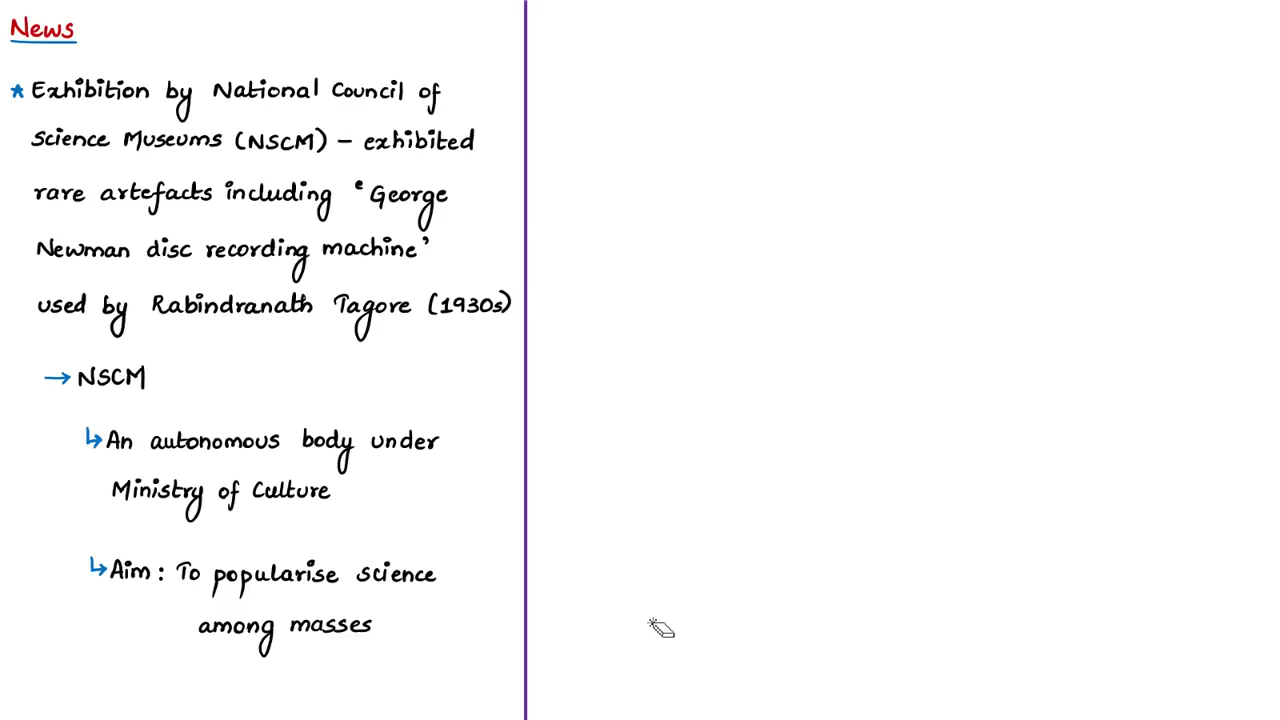 News
* Exhibition by National Council of
Science Museums (NSCM) - exhibited
rare artefacts including 'George
Newman disc recording machine'
used by Rabindranath Tagore (1930s)
→ NSCM
↳ An autonomous body under
Ministry of Culture
↳ Aim: To popularise science
among masses